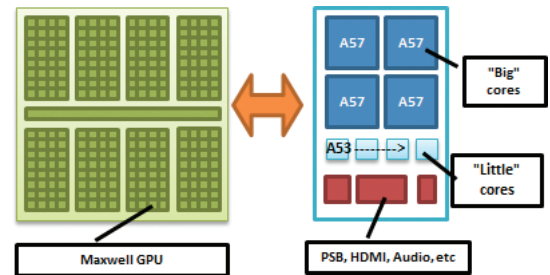 A57
A57
"Big"
cores
A57
A57
A53 -------->
"Little"
cores
Maxwell GPU
PSB, HDMI, Audio, etc